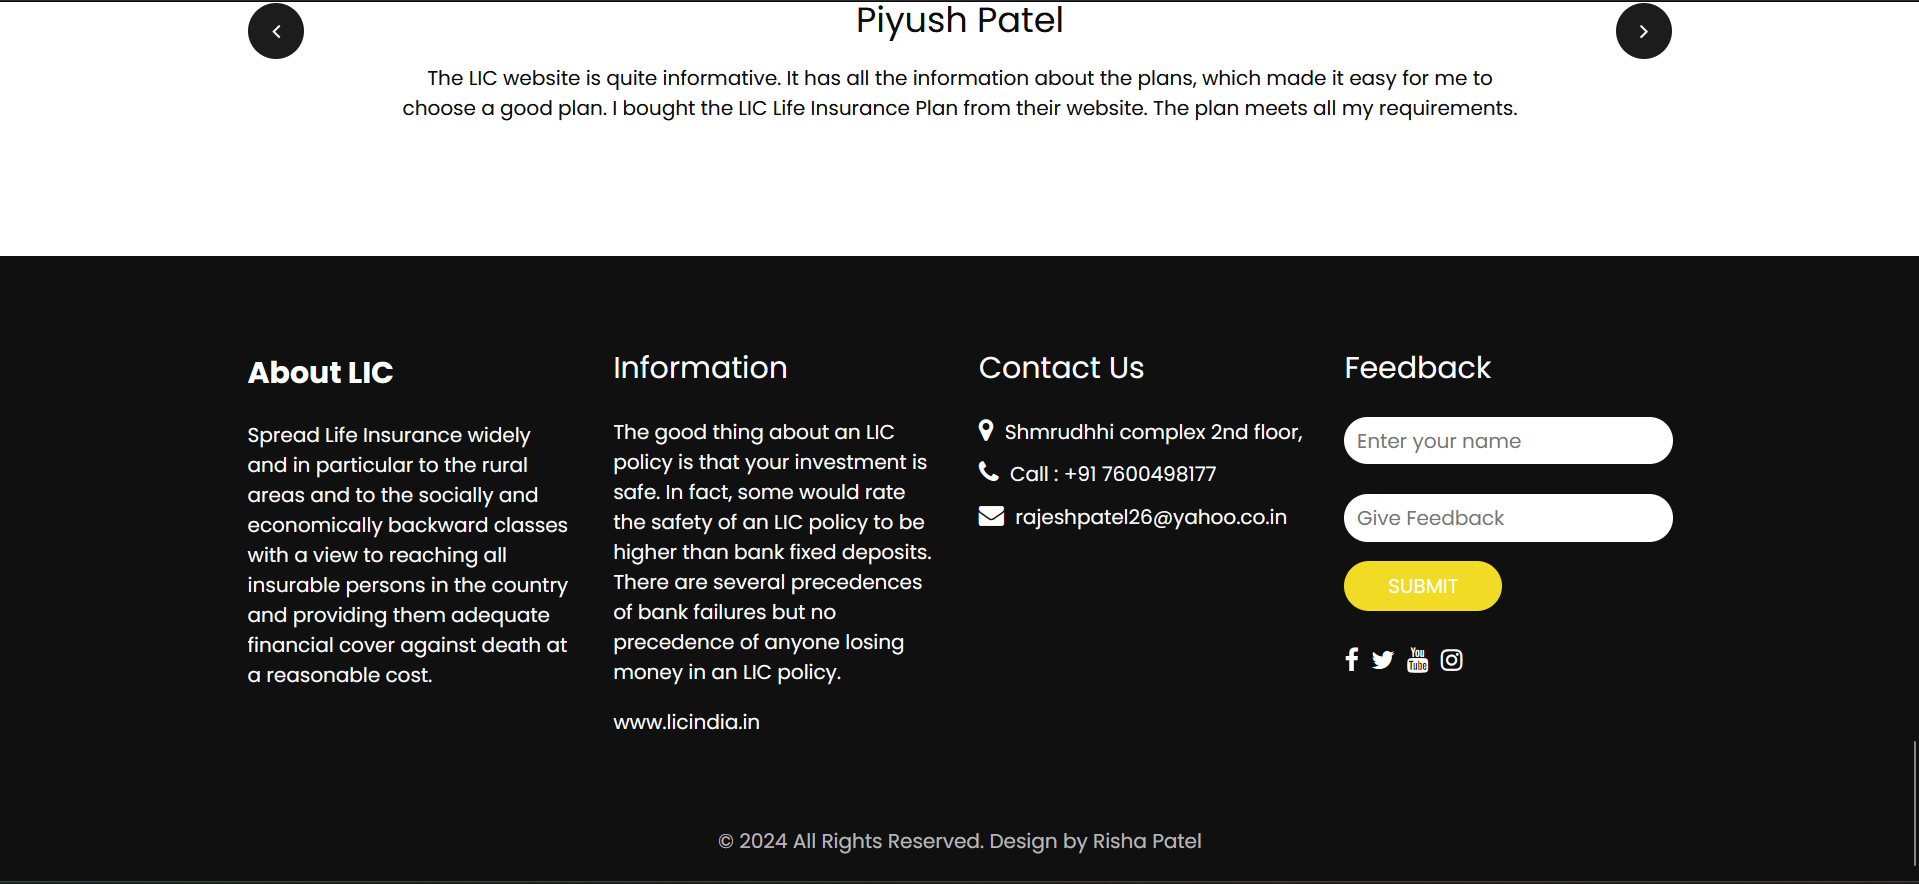 Piyush Patel
The LIC website is quite informative. It has all the information about the plans, which made it easy for me to
choose a good plan. I bought the LIC Life Insurance Plan from their website. The plan meets all my requirements.
About LIC
Spread Life Insurance widely
and in particular to the rural
areas and to the socially and
economically backward classes
with a view to reaching all
insurable persons in the country
and providing them adequate
financial cover against death at
a reasonable cost.
Information
The good thing about an LIC
policy is that your investment is
safe. In fact, some would rate
the safety of an LIC policy to be
higher than bank fixed deposits.
There are several precedences
of bank failures but no
precedence of anyone losing
money in an LIC policy.
www.licindia.in
Contact Us
Shmrudhhi complex 2nd floor,
Call : +91 7600498177
rajeshpatel26@yahoo.co.in
Feedback
Enter your name
Give Feedback
SUBMIT
You
Tube
© 2024 All Rights Reserved. Design by Risha Patel